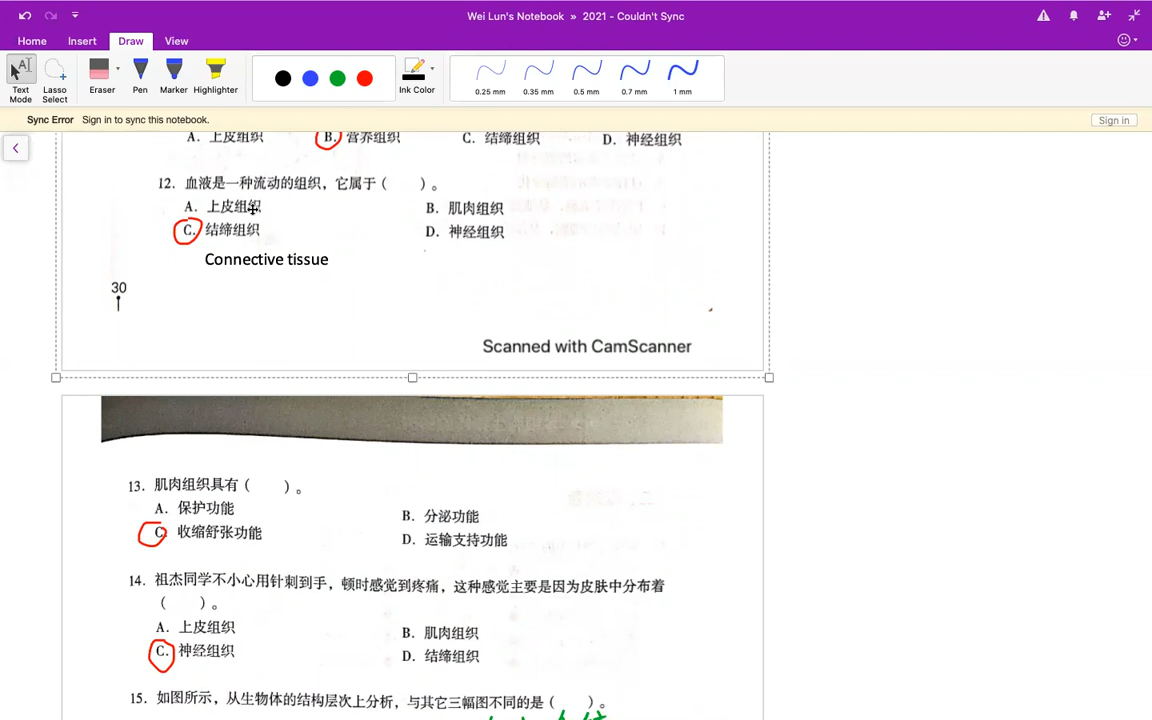 Wei Lun's Notebook » 2021 - Couldn't Sync
Home Insert Draw View
Text Mode Lasso Select Eraser Pen Marker Highlighter Ink Color 0.25 mm 0.35 mm 0.5 mm 0.7 mm 1 mm
Sync Error Sign in to sync this notebook. Sign in
A. 上皮组织 B. 营养组织 C. 结缔组织 D. 神经组织
12. 血液是一种流动的组织，它属于（ ）。
A. 上皮组织 B. 肌肉组织
C. 结缔组织 D. 神经组织
Connective tissue
30
Scanned with CamScanner
13. 肌肉组织具有（ ）。
A. 保护功能 B. 分泌功能
C. 收缩舒张功能 D. 运输支持功能
14. 祖杰同学不小心用针刺到手，顿时感觉到疼痛，这种感觉主要是因为皮肤中分布着
（ ）。
A. 上皮组织 B. 肌肉组织
C. 神经组织 D. 结缔组织
15. 如图所示，从生物体的结构层次上分析，与其它三幅图不同的是（ ）。